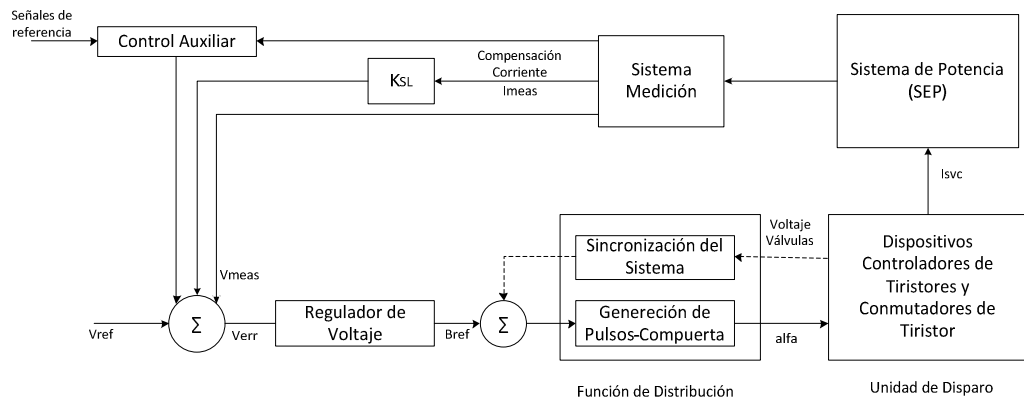 Señales de
referencia
Control Auxiliar
KSL
Compensación
Corriente
Imeas
Sistema
Medición
Sistema de Potencia
(SEP)
Isvc
Vmeas
Vref
Σ
Verr
Regulador de
Voltaje
Bref
Σ
Sincronización del
Sistema
Genereción de
Pulsos-Compuerta
Voltaje
Válvulas
alfa
Dispositivos
Controladores de
Tiristores y
Conmutadores de
Tiristor
Función de Distribución
Unidad de Disparo